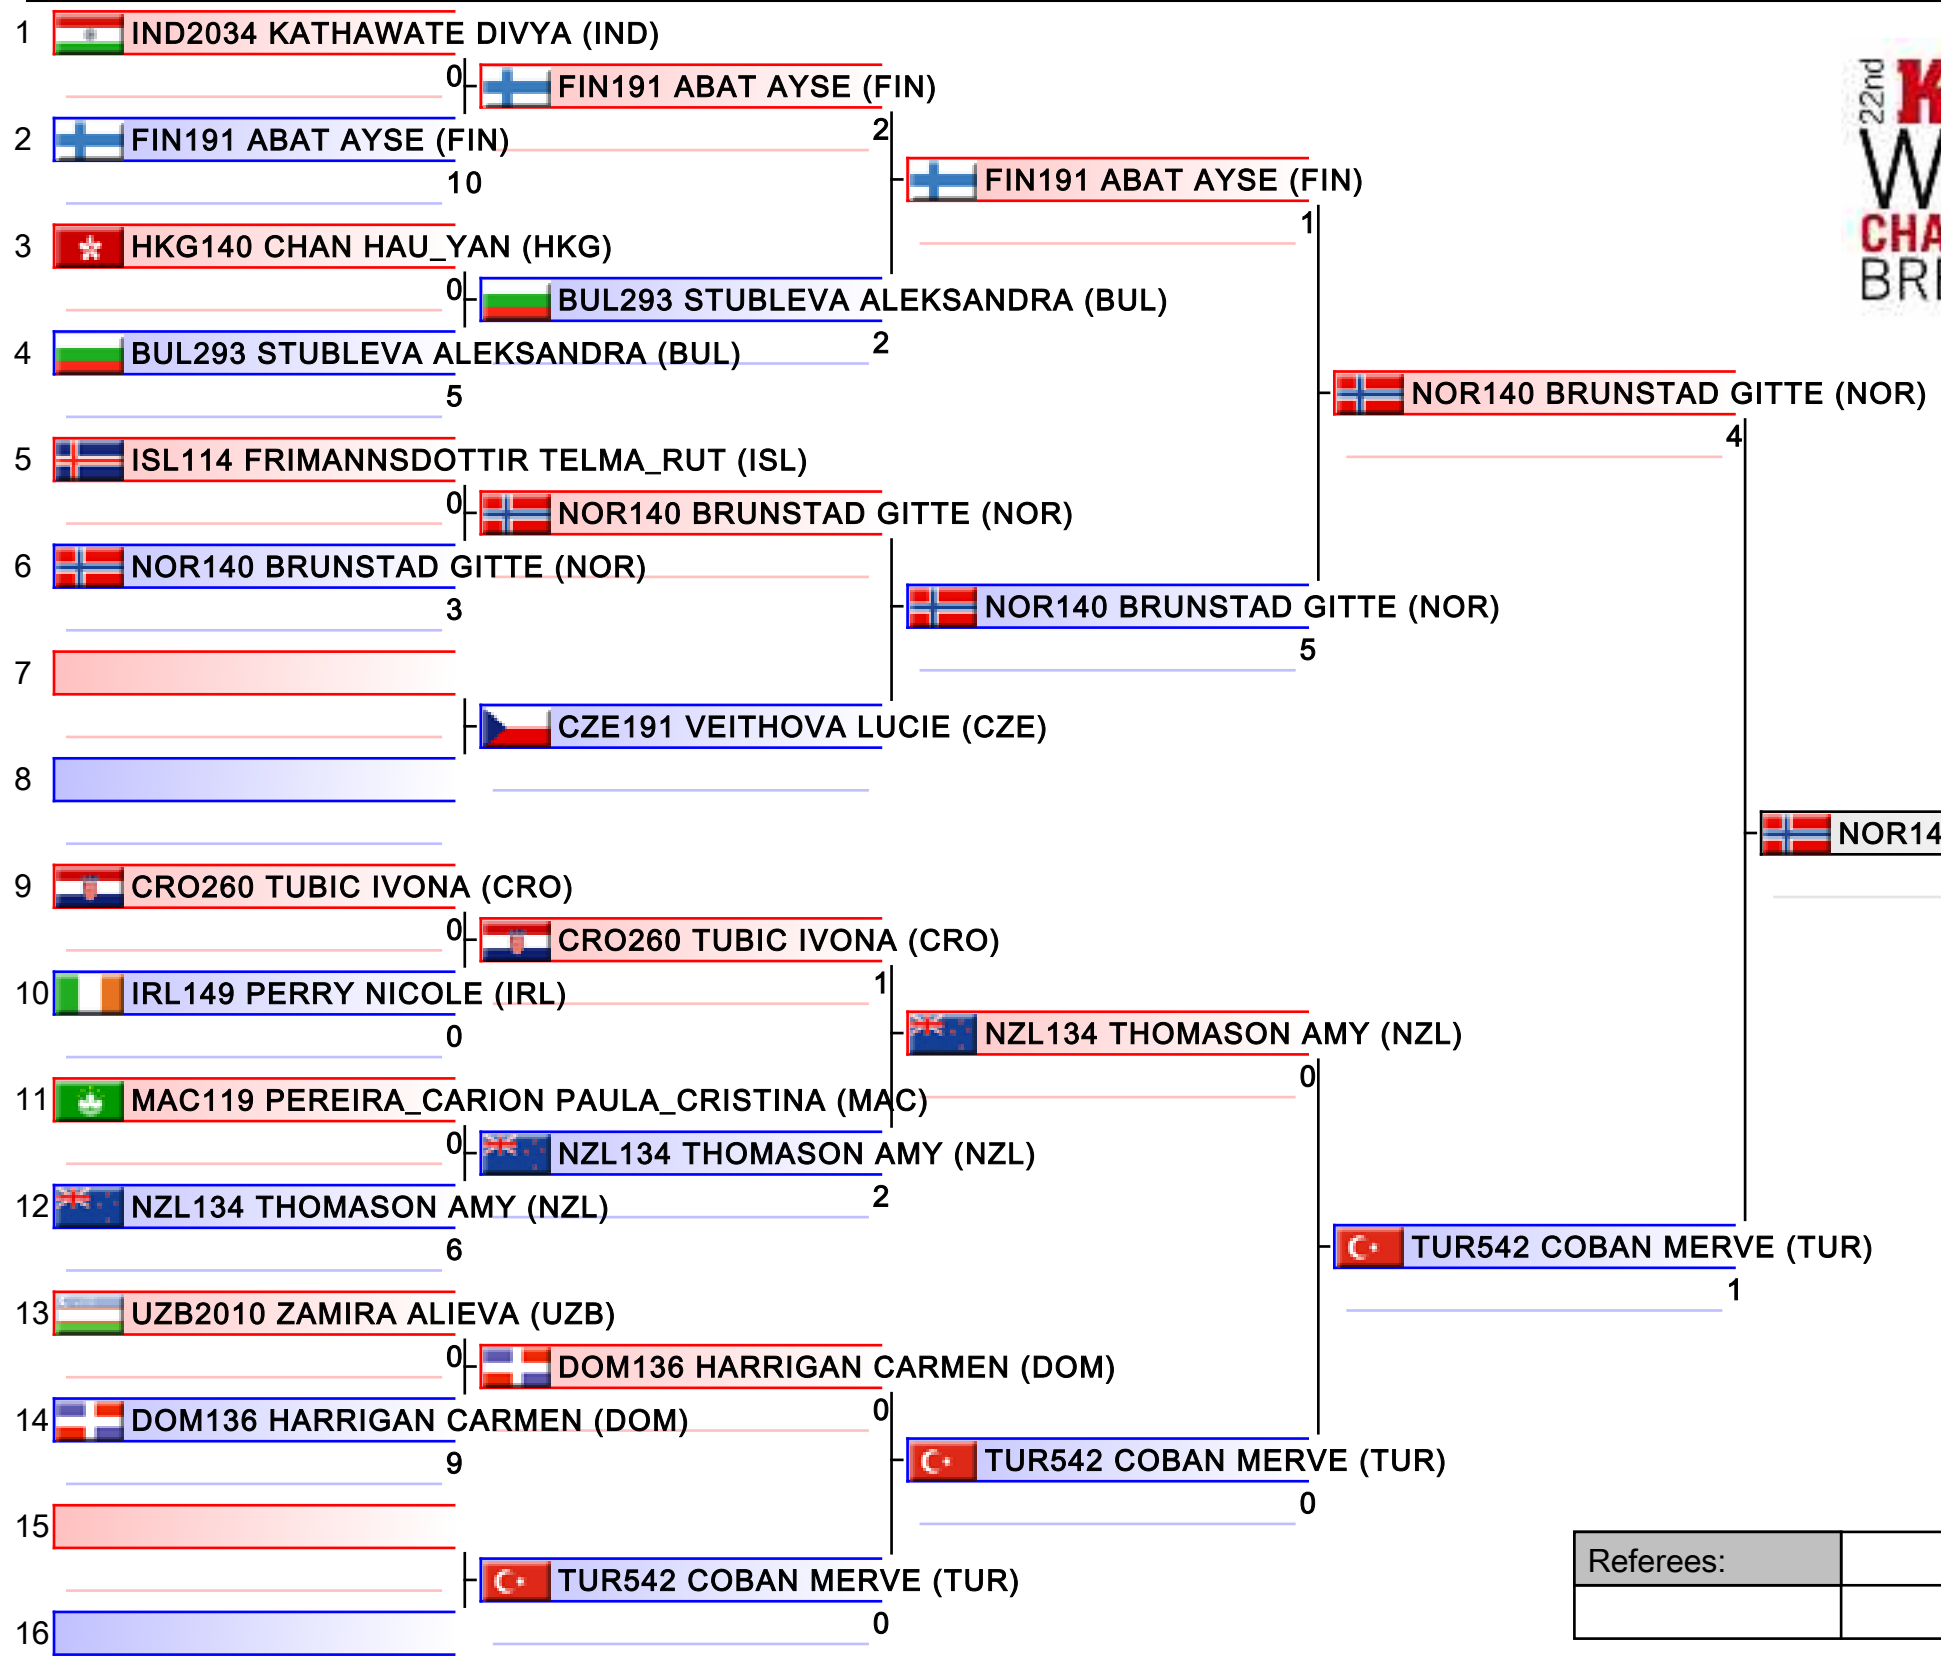 1 IND2034 KATHAWATE DIVYA (IND)
0
FIN191 ABAT AYSE (FIN)
2
2 FIN191 ABAT AYSE (FIN)
10
FIN191 ABAT AYSE (FIN)
1
3 HKG140 CHAN HAU_YAN (HKG)
0
BUL293 STUBLEVA ALEKSANDRA (BUL)
2
4 BUL293 STUBLEVA ALEKSANDRA (BUL)
5
NOR140 BRUNSTAD GITTE (NOR)
4
5 ISL114 FRIMANNSDOTTIR TELMA_RUT (ISL)
0
NOR140 BRUNSTAD GITTE (NOR)
6 NOR140 BRUNSTAD GITTE (NOR)
3
NOR140 BRUNSTAD GITTE (NOR)
5
7
CZE191 VEITHOVA LUCIE (CZE)
8
NOR14
9 CRO260 TUBIC IVONA (CRO)
0
CRO260 TUBIC IVONA (CRO)
1
10 IRL149 PERRY NICOLE (IRL)
0
NZL134 THOMASON AMY (NZL)
0
11 MAC119 PEREIRA_CARION PAULA_CRISTINA (MAC)
0
NZL134 THOMASON AMY (NZL)
2
12 NZL134 THOMASON AMY (NZL)
6
TUR542 COBAN MERVE (TUR)
1
13 UZB2010 ZAMIRA ALIEVA (UZB)
0
DOM136 HARRIGAN CARMEN (DOM)
0
14 DOM136 HARRIGAN CARMEN (DOM)
9
TUR542 COBAN MERVE (TUR)
0
15
TUR542 COBAN MERVE (TUR)
0
16
22nd K
W
CHA
BRE
Referees: